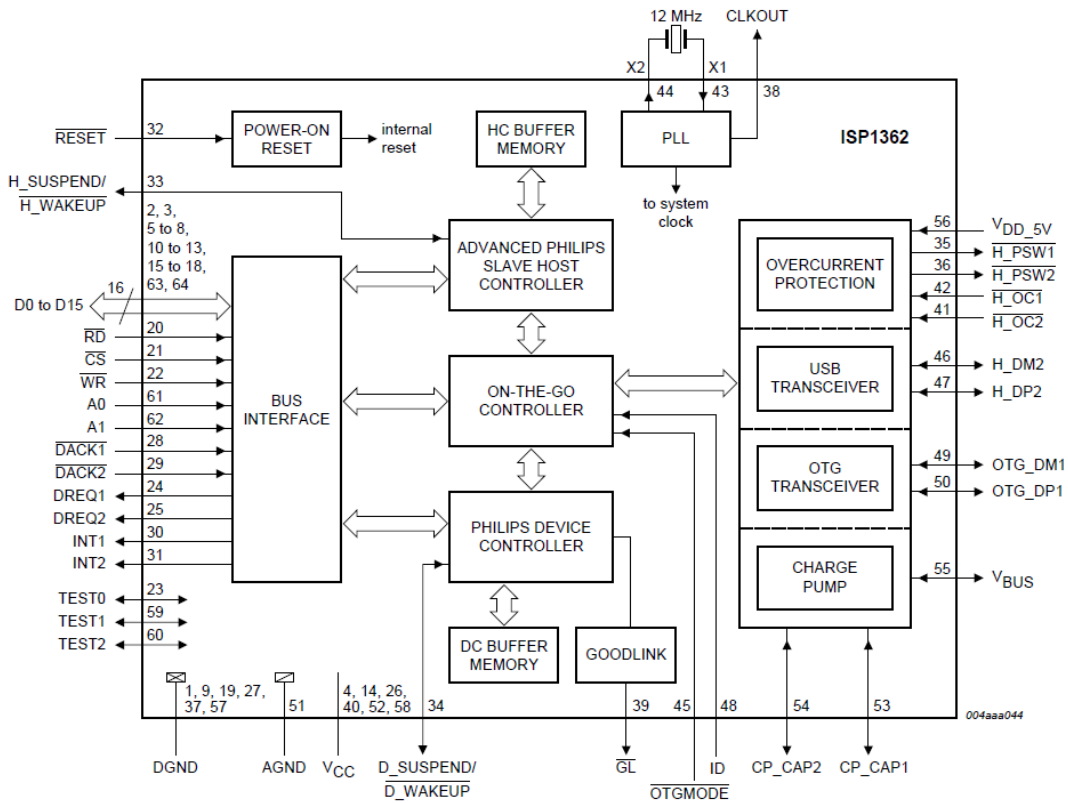 12 MHz
CLKOUT
X2
X1
44
43
38
ISP1362
RESET
32
POWER-ON
RESET
internal
reset
HC BUFFER
MEMORY
PLL
to system
clock
H_SUSPEND/
H_WAKEUP
33
2, 3,
5 to 8,
10 to 13,
15 to 18,
63, 64
D0 to D15
16
RD
20
CS
21
WR
22
A0
61
A1
62
DACK1
28
DACK2
29
DREQ1
24
DREQ2
25
INT1
30
INT2
31
TEST0
23
TEST1
59
TEST2
60
BUS
INTERFACE
ADVANCED PHILIPS
SLAVE HOST
CONTROLLER
ON-THE-GO
CONTROLLER
PHILIPS DEVICE
CONTROLLER
DC BUFFER
MEMORY
GOODLINK
OVERCURRENT
PROTECTION
USB
TRANSCEIVER
OTG
TRANSCEIVER
CHARGE
PUMP
56
VDD_5V
35
H_PSW1
36
H_PSW2
42
H_OC1
41
H_OC2
46
H_DM2
47
H_DP2
49
OTG_DM1
50
OTG_DP1
55
VBUS
1, 9, 19, 27,
37, 57
51
4, 14, 26,
40, 52, 58
34
39
45
48
54
53
004aaa044
DGND
AGND
VCC
D_SUSPEND/
D_WAKEUP
GL
OTGMODE
ID
CP_CAP2
CP_CAP1